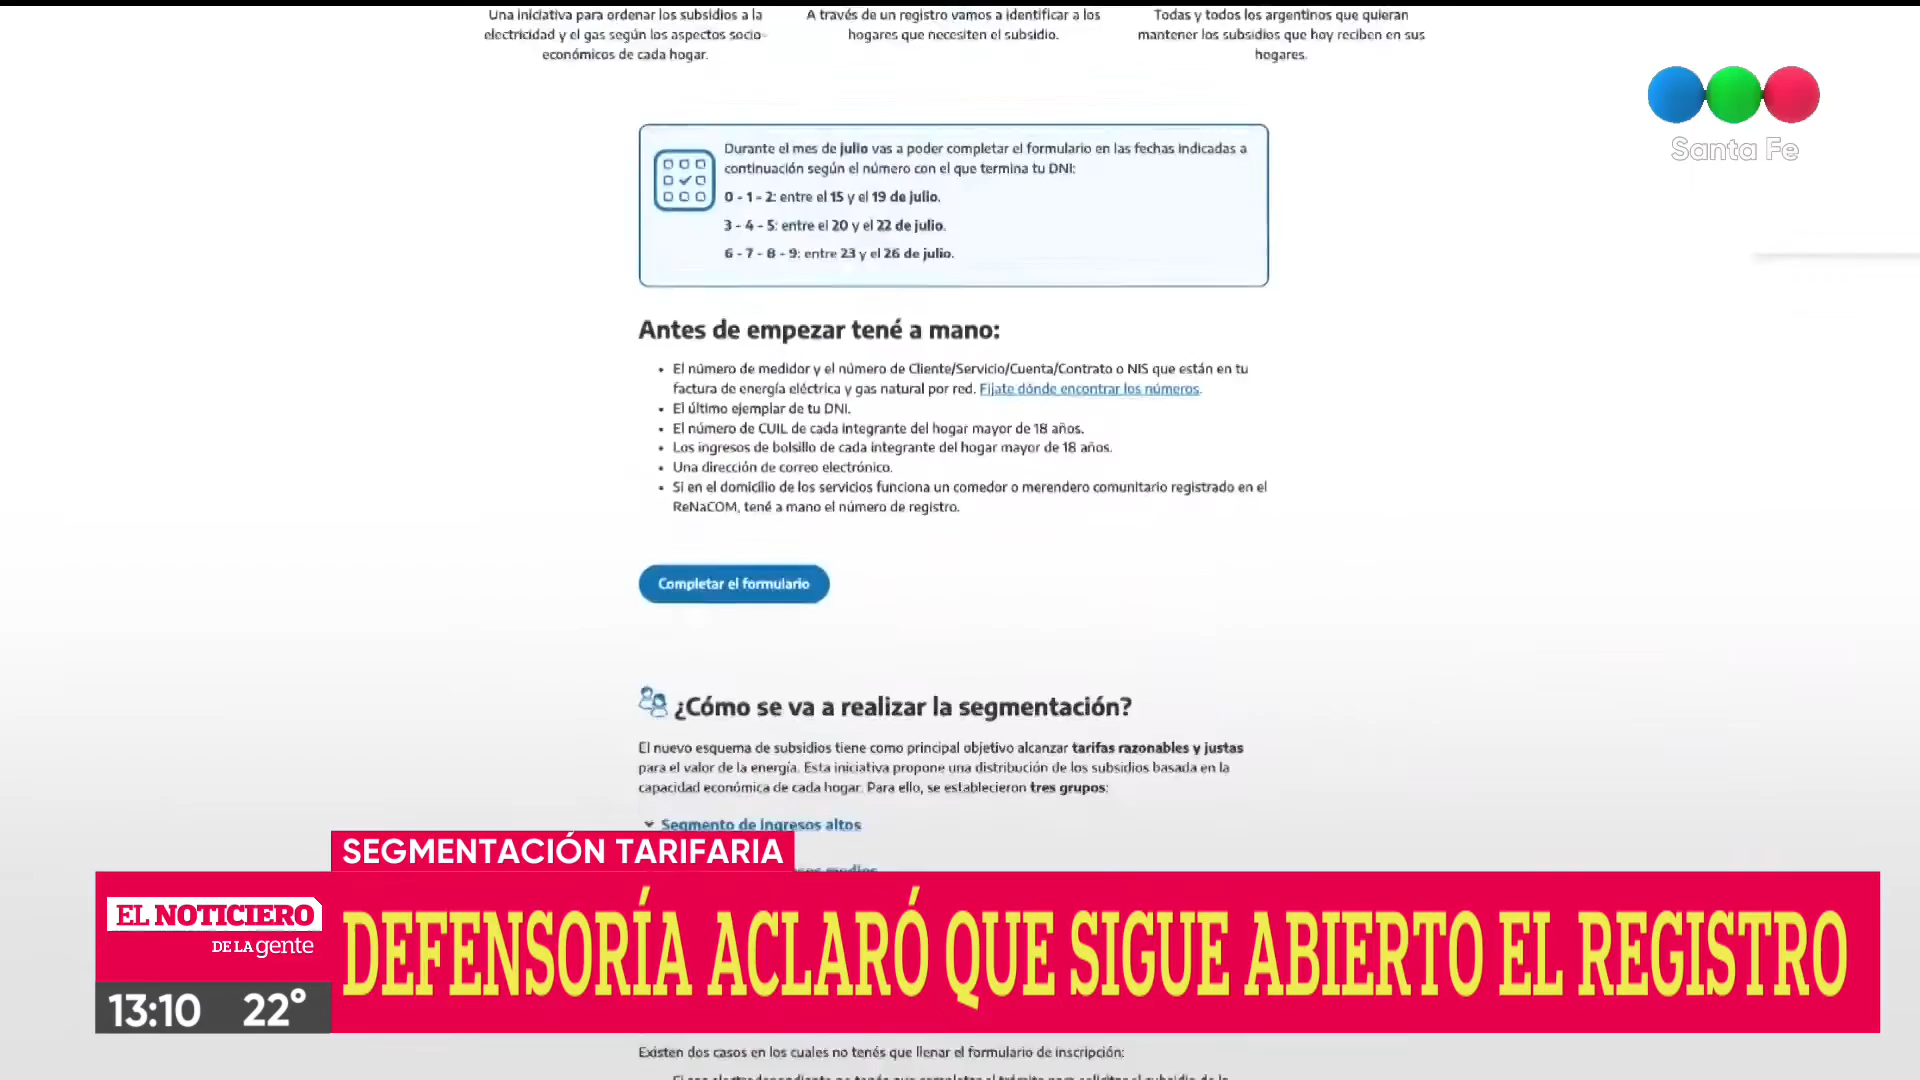 Una iniciativa para ordenar los subsidios a la
electricidad y el gas según los aspectos socio-
económicos de cada hogar.
A través de un registro vamos a identificar a los
hogares que necesiten el subsidio.
Todas y todos los argentinos que quieran
mantener los subsidios que hoy reciben en sus
hogares.
Santa Fe
Durante el mes de julio vas a poder completar el formulario en las fechas indicadas a
continuación según el número con el que termina tu DNI:
0 - 1 - 2: entre el 15 y el 19 de julio.
3 - 4 - 5: entre el 20 y el 22 de julio.
6 - 7 - 8 - 9: entre 23 y el 26 de julio.
Antes de empezar tené a mano:
• El número de medidor y el número de Cliente/Servicio/Cuenta/Contrato o NIS que están en tu
factura de energía eléctrica y gas natural por red. Fijate dónde encontrar los números.
• El último ejemplar de tu DNI.
• El número de CUIL de cada integrante del hogar mayor de 18 años.
• Los ingresos de bolsillo de cada integrante del hogar mayor de 18 años.
• Una dirección de correo electrónico.
• Si en el domicilio de los servicios funciona un comedor o merendero comunitario registrado en el
ReNaCOM, tené a mano el número de registro.
Completar el formulario
¿Cómo se va a realizar la segmentación?
El nuevo esquema de subsidios tiene como principal objetivo alcanzar tarifas razonables y justas
para el valor de la energía. Esta iniciativa propone una distribución de los subsidios basada en la
capacidad económica de cada hogar. Para ello, se establecieron tres grupos:
Segmento de ingresos altos
SEGMENTACIÓN TARIFARIA
EL NOTICIERO
DE LA gente
DEFENSORÍA ACLARÓ QUE SIGUE ABIERTO EL REGISTRO
13:10 22°
Existen dos casos en los cuales no tenés que llenar el formulario de inscripción: